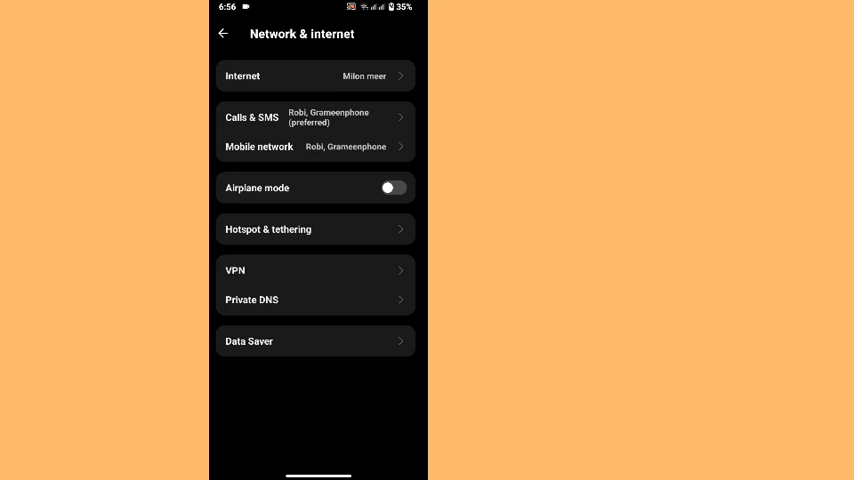 6:56 35%
Network & internet
Internet Milon meer
Calls & SMS Robi, Grameenphone
(preferred)
Mobile network Robi, Grameenphone
Airplane mode
Hotspot & tethering
VPN
Private DNS
Data Saver